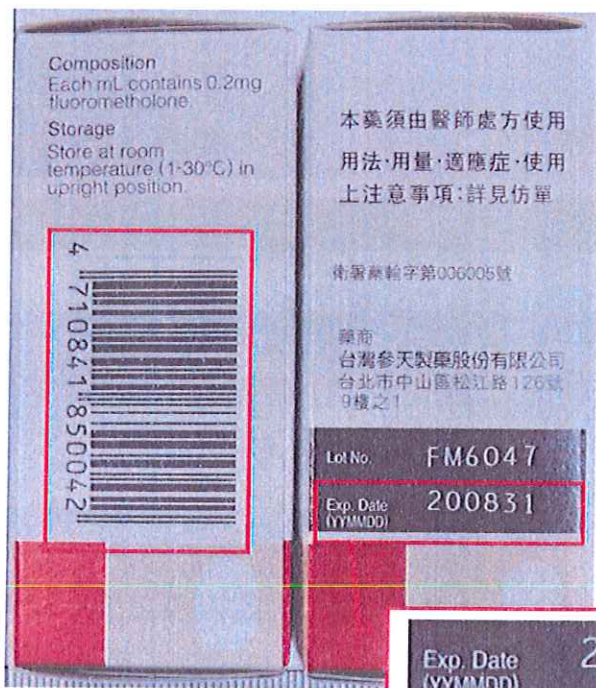 Composition
Each mL contains 0.2mg
fluorometholone.
Storage
Store at room
temperature (1-30°C) in
upright position.
4 710841 850042
本藥須由醫師處方使用
用法·用量·適應症·使用
上注意事項:詳見仿單
衛署藥輸字第006005號
藥商
台灣參天製藥股份有限公司
台北市中山區松江路126號
9樓之1
Lot No. FM6047
Exp. Date 200831
(YYMMDD)
Exp. Date 2
(YYMMDD)